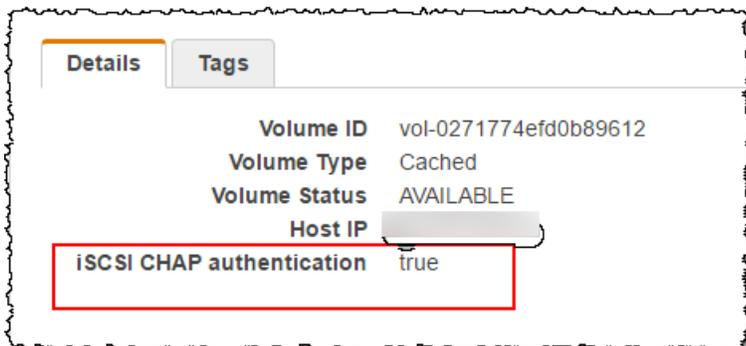 Details Tags
Volume ID vol-0271774efd0b89612
Volume Type Cached
Volume Status AVAILABLE
Host IP
iSCSI CHAP authentication true